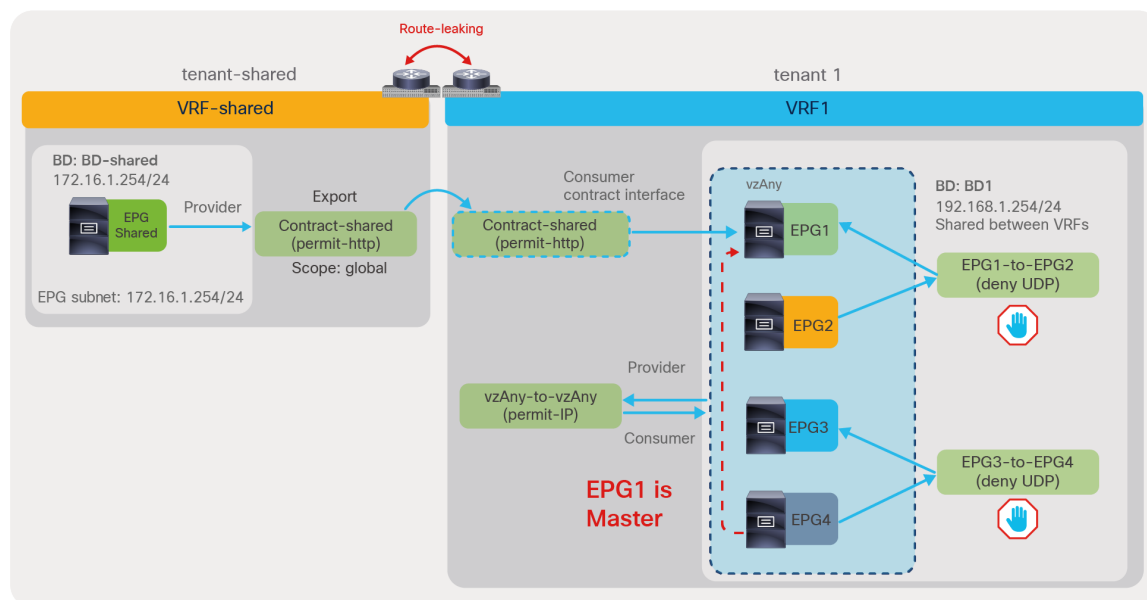 Route-leaking
tenant-shared
tenant 1
VRF-shared
VRF1
BD: BD-shared
172.16.1.254/24
EPG
Shared
Provider
Export
Contract-shared
(permit-http)
Scope: global
EPG subnet: 172.16.1.254/24
Consumer
contract interface
Contract-shared
(permit-http)
vzAny
EPG1
EPG2
EPG3
EPG4
BD: BD1
192.168.1.254/24
Shared between VRFs
EPG1-to-EPG2
(deny UDP)
Provider
vzAny-to-vzAny
(permit-IP)
Consumer
EPG3-to-EPG4
(deny UDP)
EPG1 is
Master